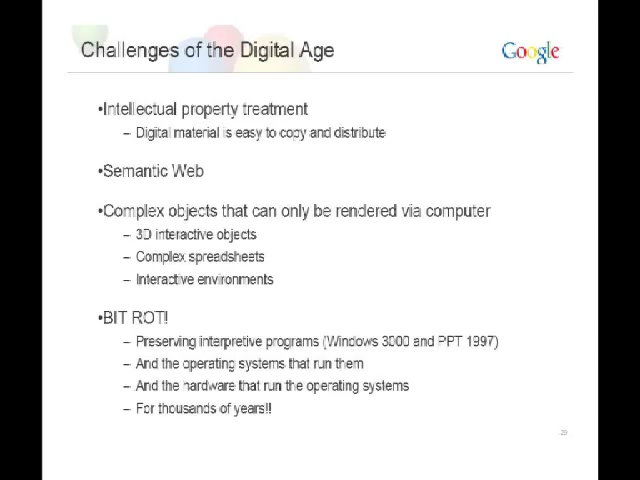 Challenges of the Digital Age
Google
•Intellectual property treatment
– Digital material is easy to copy and distribute
•Semantic Web
•Complex objects that can only be rendered via computer
– 3D interactive objects
– Complex spreadsheets
– Interactive environments
•BIT ROT!
– Preserving interpretive programs (Windows 3000 and PPT 1997)
– And the operating systems that run them
– And the hardware that run the operating systems
– For thousands of years!!
29